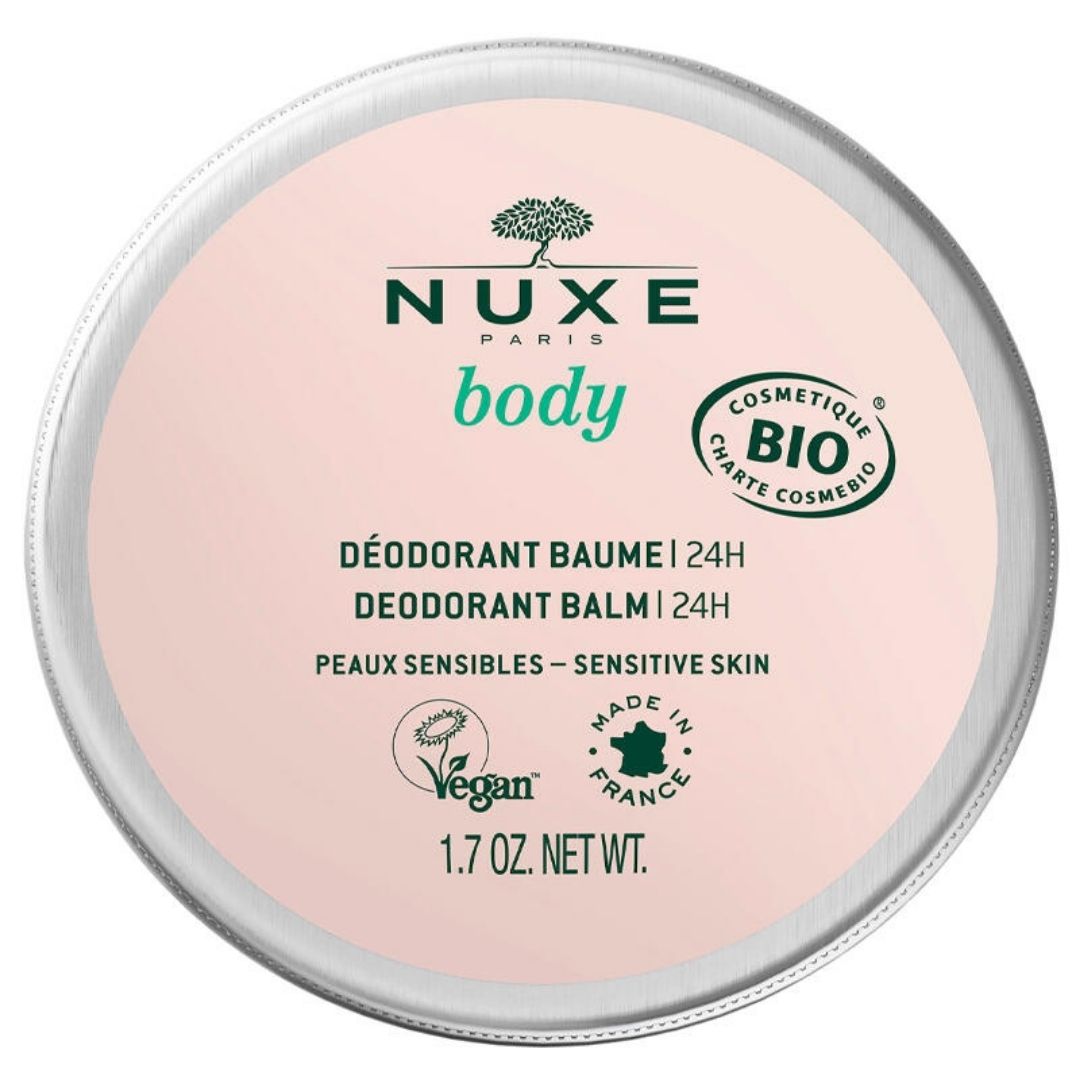 NUXE
PARIS
body
COSMETIQUE
BIO
CHARTE COSMEBIO
®
DÉODORANT BAUME | 24H
DEODORANT BALM | 24H
PEAUX SENSIBLES – SENSITIVE SKIN
Vegan™
MADE IN
FRANCE
1.7 OZ. NET WT.